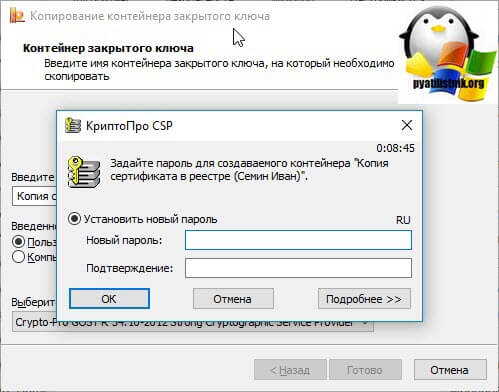 Копирование контейнера закрытого ключа
Контейнер закрытого ключа
Введите имя контейнера закрытого ключа, на который необходимо
скопировать
pyatilistnik.org
КриптоПро CSP
0:08:45
Задайте пароль для создаваемого контейнера "Копия
сертификата в реестре (Семин Иван)".
Введите
Установить новый пароль
RU
Копия с
Новый пароль:
Введенно
Подтверждение:
Польз
Компь
ОК
Отмена
Подробнее >>
Выберит
Crypto-Pro GOST R 34.10-2012 Strong Cryptographic Service Provider
< Назад
Готово
Отмена